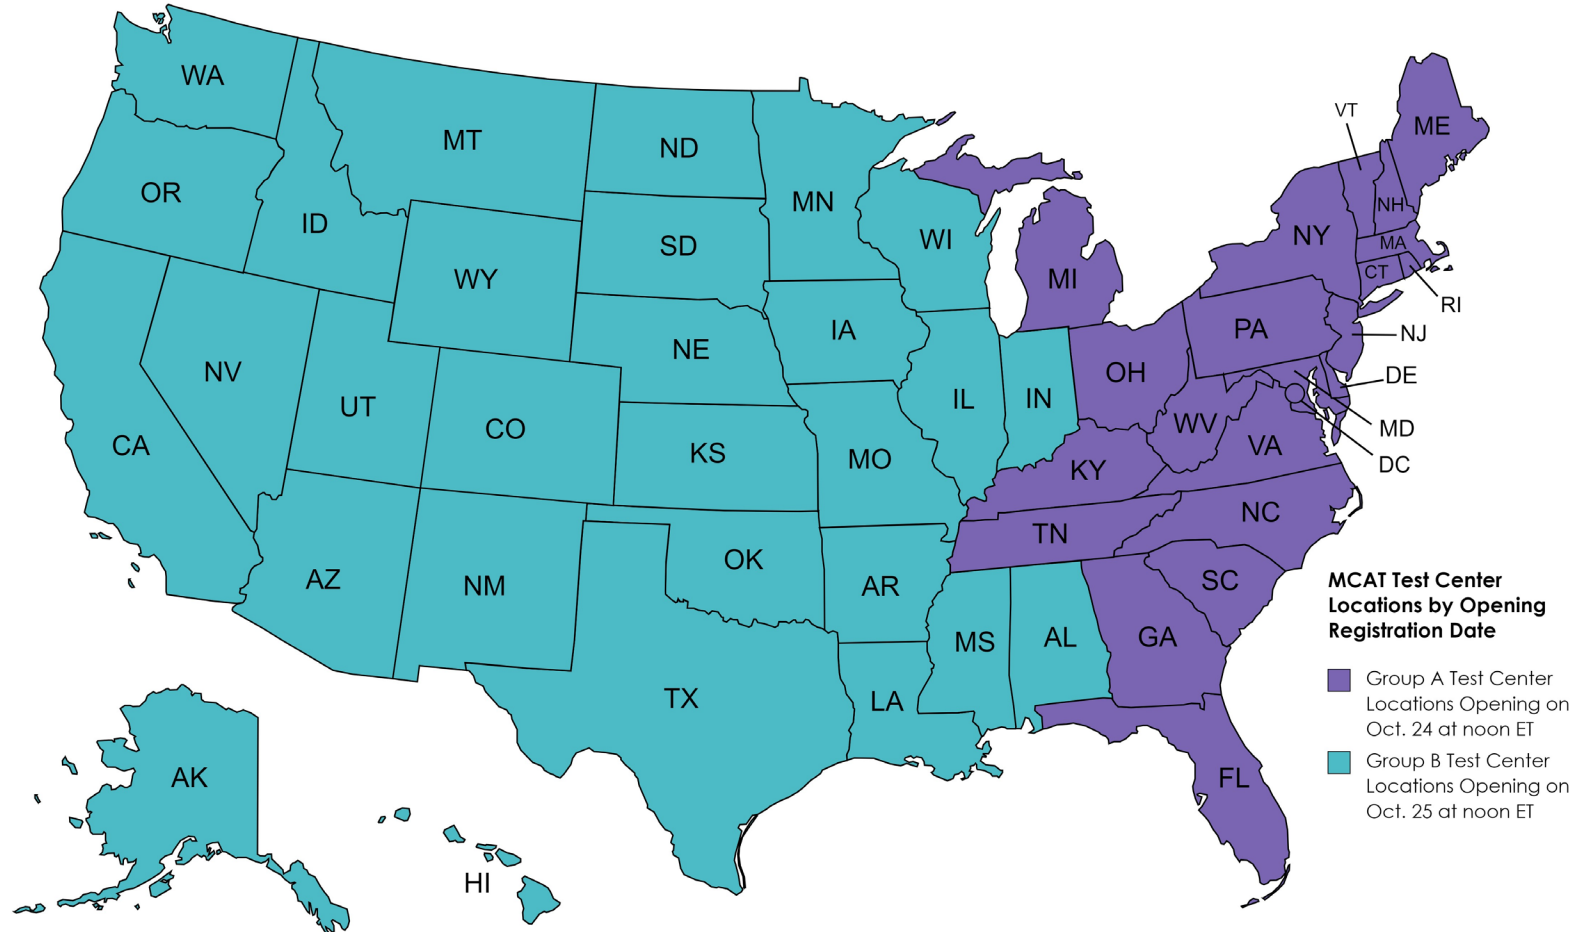 WA
MT
ND
OR
ID
MN
SD
WI
WY
MI
VT
ME
NH
NY
MA
CT
RI
IA
NE
PA
NJ
NV
UT
OH
DE
CO
IL
IN
WV
MD
CA
KS
MO
KY
VA
DC
NC
TN
OK
AZ
NM
AR
SC
MS
AL
GA
TX
LA
AK
FL
HI
MCAT Test Center
Locations by Opening
Registration Date
Group A Test Center
Locations Opening on
Oct. 24 at noon ET
Group B Test Center
Locations Opening on
Oct. 25 at noon ET